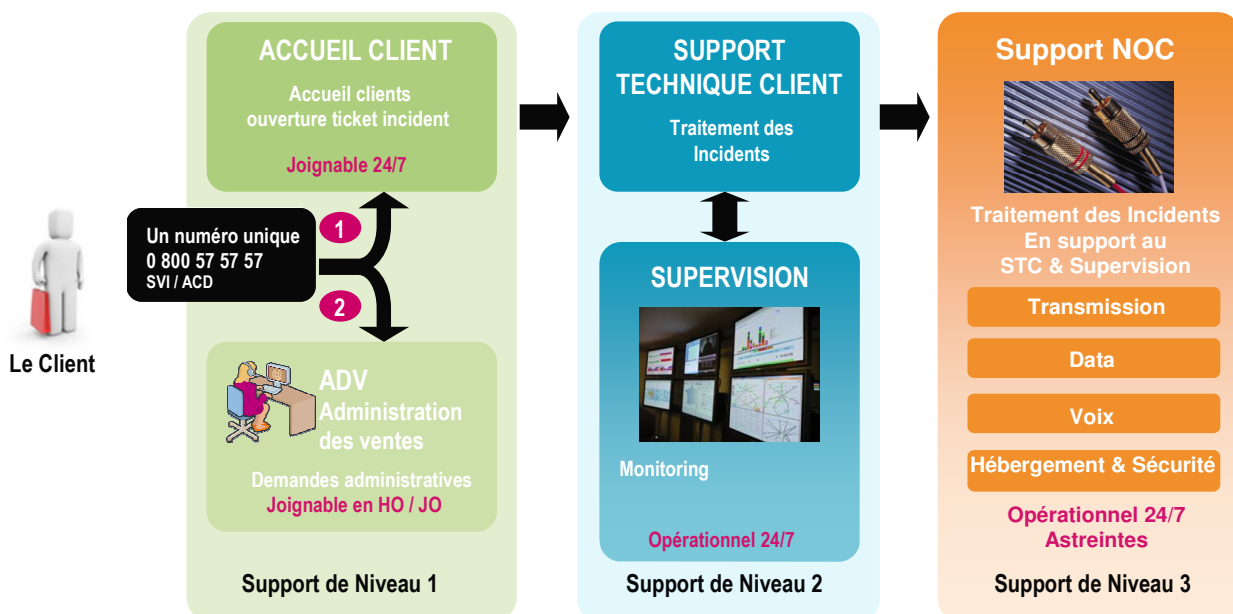 Le Client
Un numéro unique
0 800 57 57 57
SVI / ACD
1
2
ACCUEIL CLIENT
Accueil clients
ouverture ticket incident
Joignable 24/7
ADV
Administration
des ventes
Demandes administratives
Joignable en HO / JO
Support de Niveau 1
SUPPORT
TECHNIQUE CLIENT
Traitement des
Incidents
SUPERVISION
Monitoring
Opérationnel 24/7
Support de Niveau 2
Support NOC
Traitement des Incidents
En support au
STC & Supervision
Transmission
Data
Voix
Hébergement & Sécurité
Opérationnel 24/7
Astreintes
Support de Niveau 3